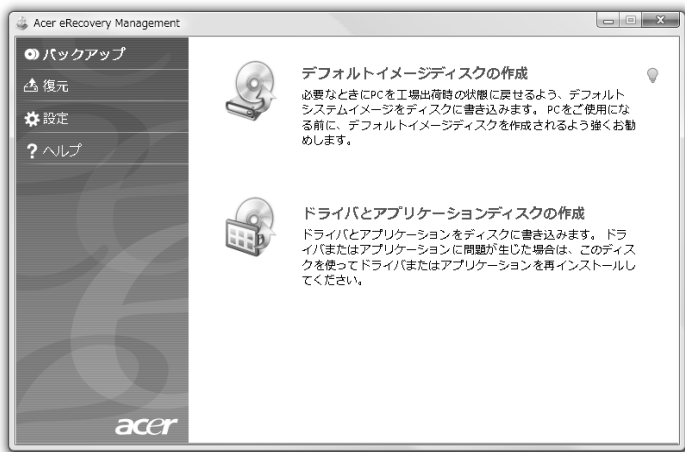 Acer eRecovery Management
バックアップ
復元
設定
? ヘルプ
デフォルトイメージディスクの作成
必要なときにPCを工場出荷時の状態に戻せるよう、デフォルト
システムイメージをディスクに書き込みます。 PCをご使用にな
る前に、デフォルトイメージディスクを作成されるよう強くお勧
めします。
ドライバとアプリケーションディスクの作成
ドライバとアプリケーションをディスクに書き込みます。 ドラ
イバまたはアプリケーションに問題が生じた場合は、このディス
クを使ってドライバまたはアプリケーションを再インストールし
てください。
acer